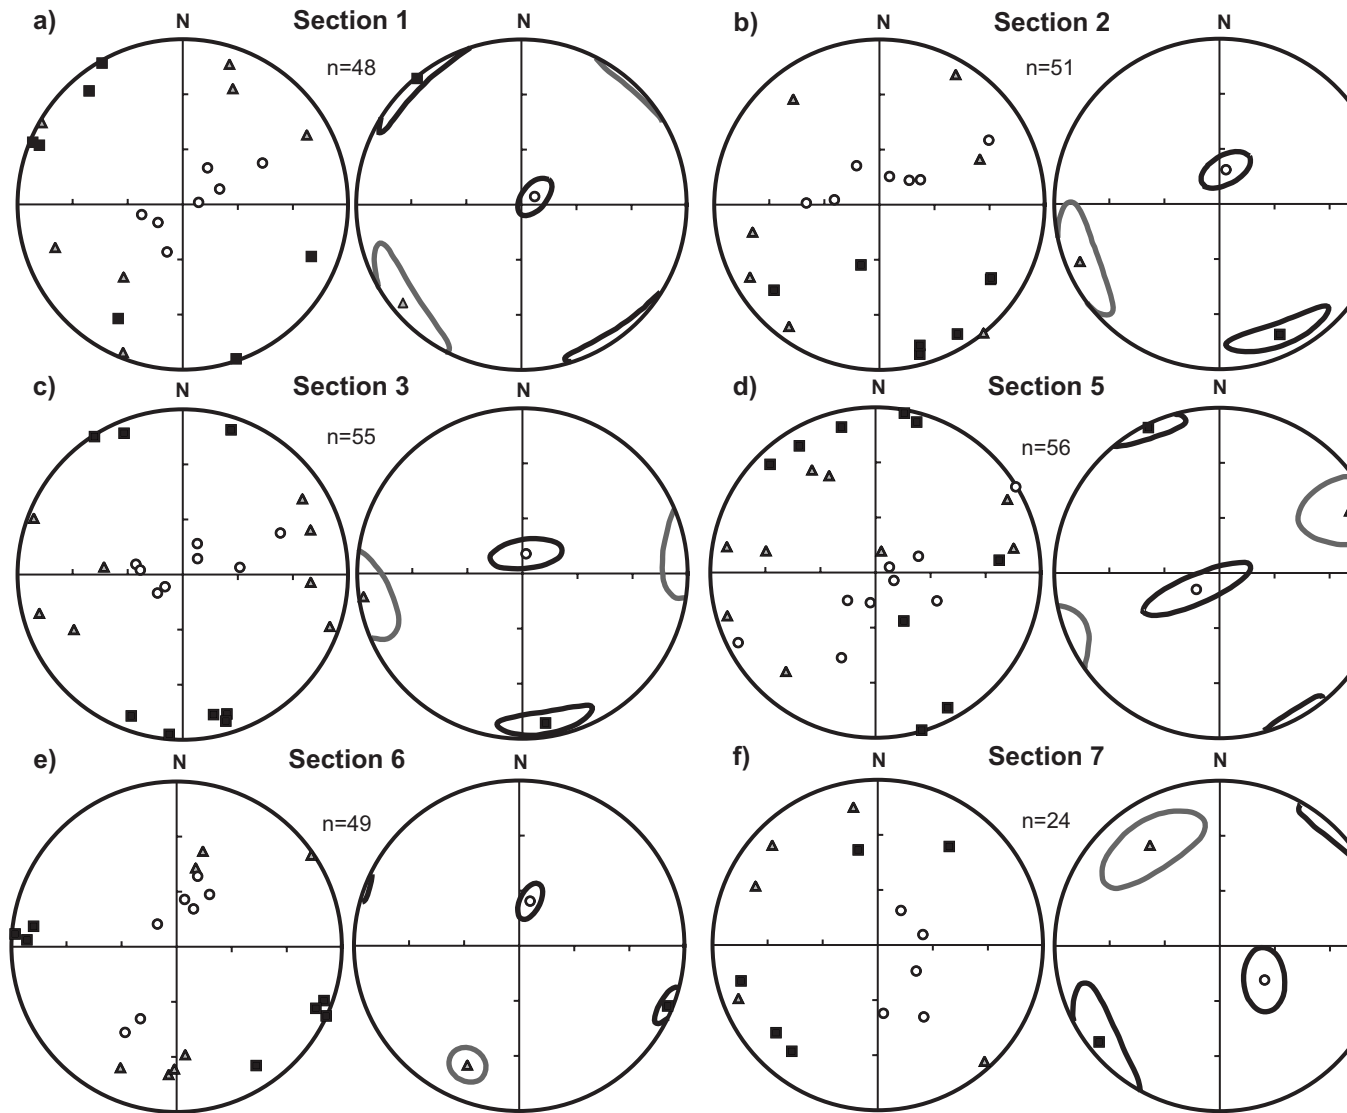 a) Section 1
N N
n=48
b) Section 2
N N
n=51
c) Section 3
N N
n=55
d) Section 5
N N
n=56
e) Section 6
N N
n=49
f) Section 7
N N
n=24